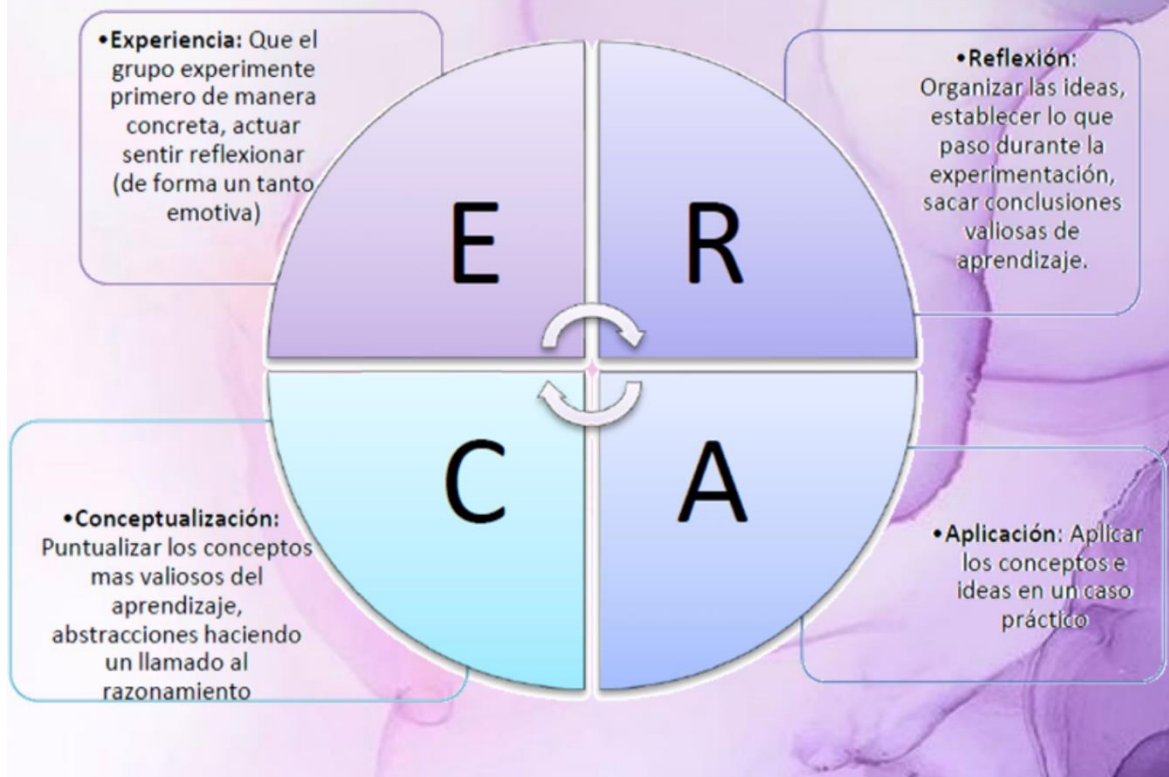 •Experiencia: Que el
grupo experimente
primero de manera
concreta, actuar
sentir reflexionar
(de forma un tanto
emotiva)
E
R
•Reflexión:
Organizar las ideas,
establecer lo que
paso durante la
experimentación,
sacar conclusiones
valiosas de
aprendizaje.
•Conceptualización:
Puntualizar los conceptos
mas valiosos del
aprendizaje,
abstracciones haciendo
un llamado al
razonamiento
C
A
•Aplicación: Aplicar
los conceptos e
ideas en un caso
práctico